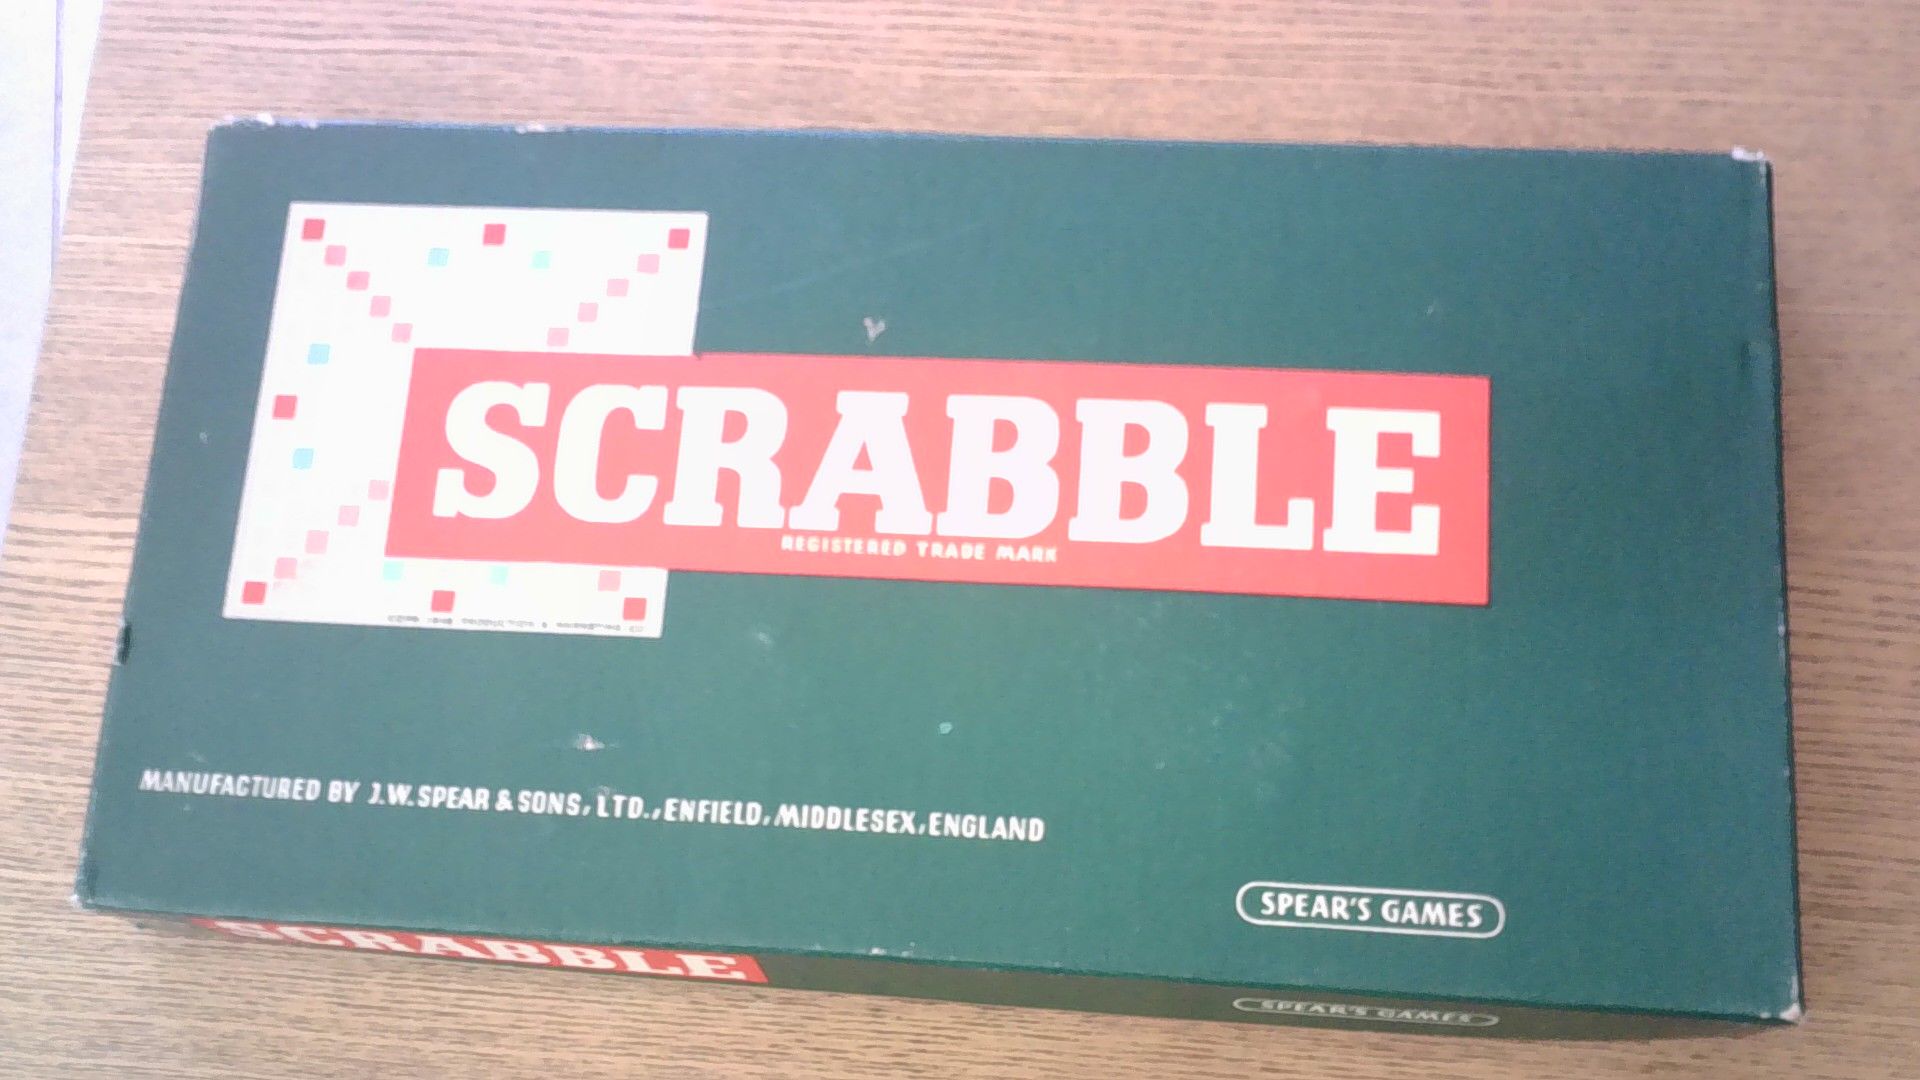 SCRABBLE
REGISTERED TRADE MARK
MANUFACTURED BY J.W. SPEAR & SONS, LTD., ENFIELD, MIDDLESEX, ENGLAND
SPEAR'S GAMES
SCRABBLE
SPEAR'S GAMES